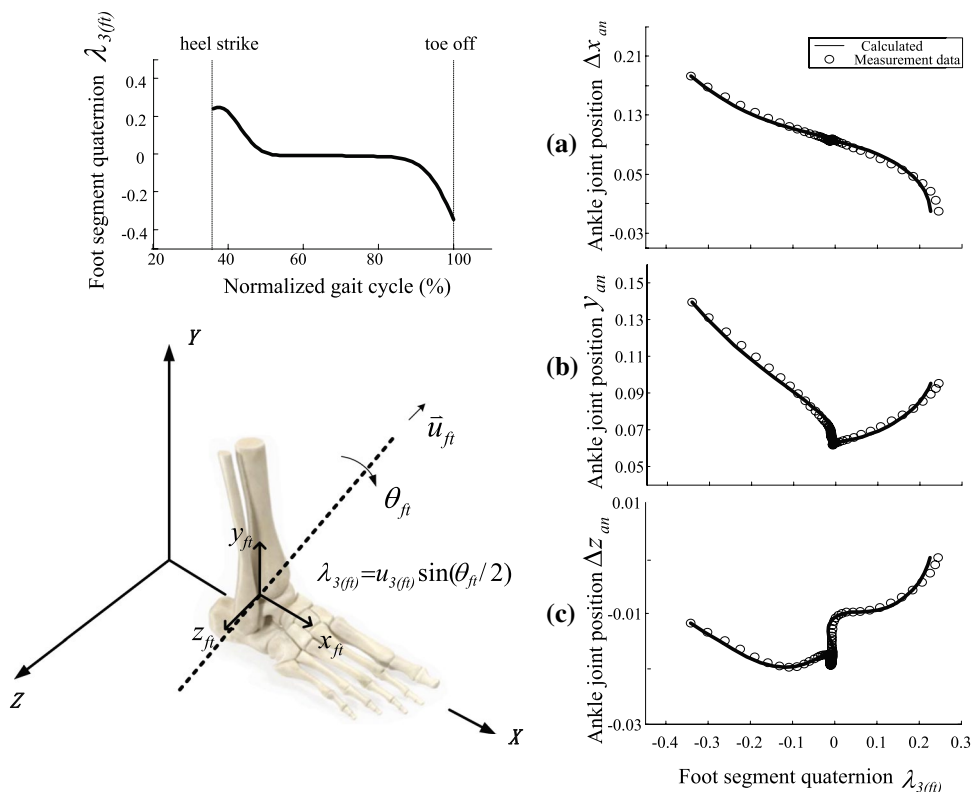 Foot segment quaternion λ3(ft)
heel strike
toe off
0.4
0.2
0
-0.2
-0.4
20
40
60
80
100
Normalized gait cycle (%)
Y
Z
X
u⃗ft
θft
yft
zft
xft
λ3(ft)=u3(ft) sin(θft/2)
(a)
Ankle joint position Δxan
0.21
0.13
0.05
-0.03
Calculated
Measurement data
(b)
Ankle joint position yan
0.15
0.13
0.11
0.09
0.07
0.05
(c)
Ankle joint position Δzan
0.01
-0.01
-0.03
-0.4
-0.3
-0.2
-0.1
0
0.1
0.2
0.3
Foot segment quaternion λ3(ft)